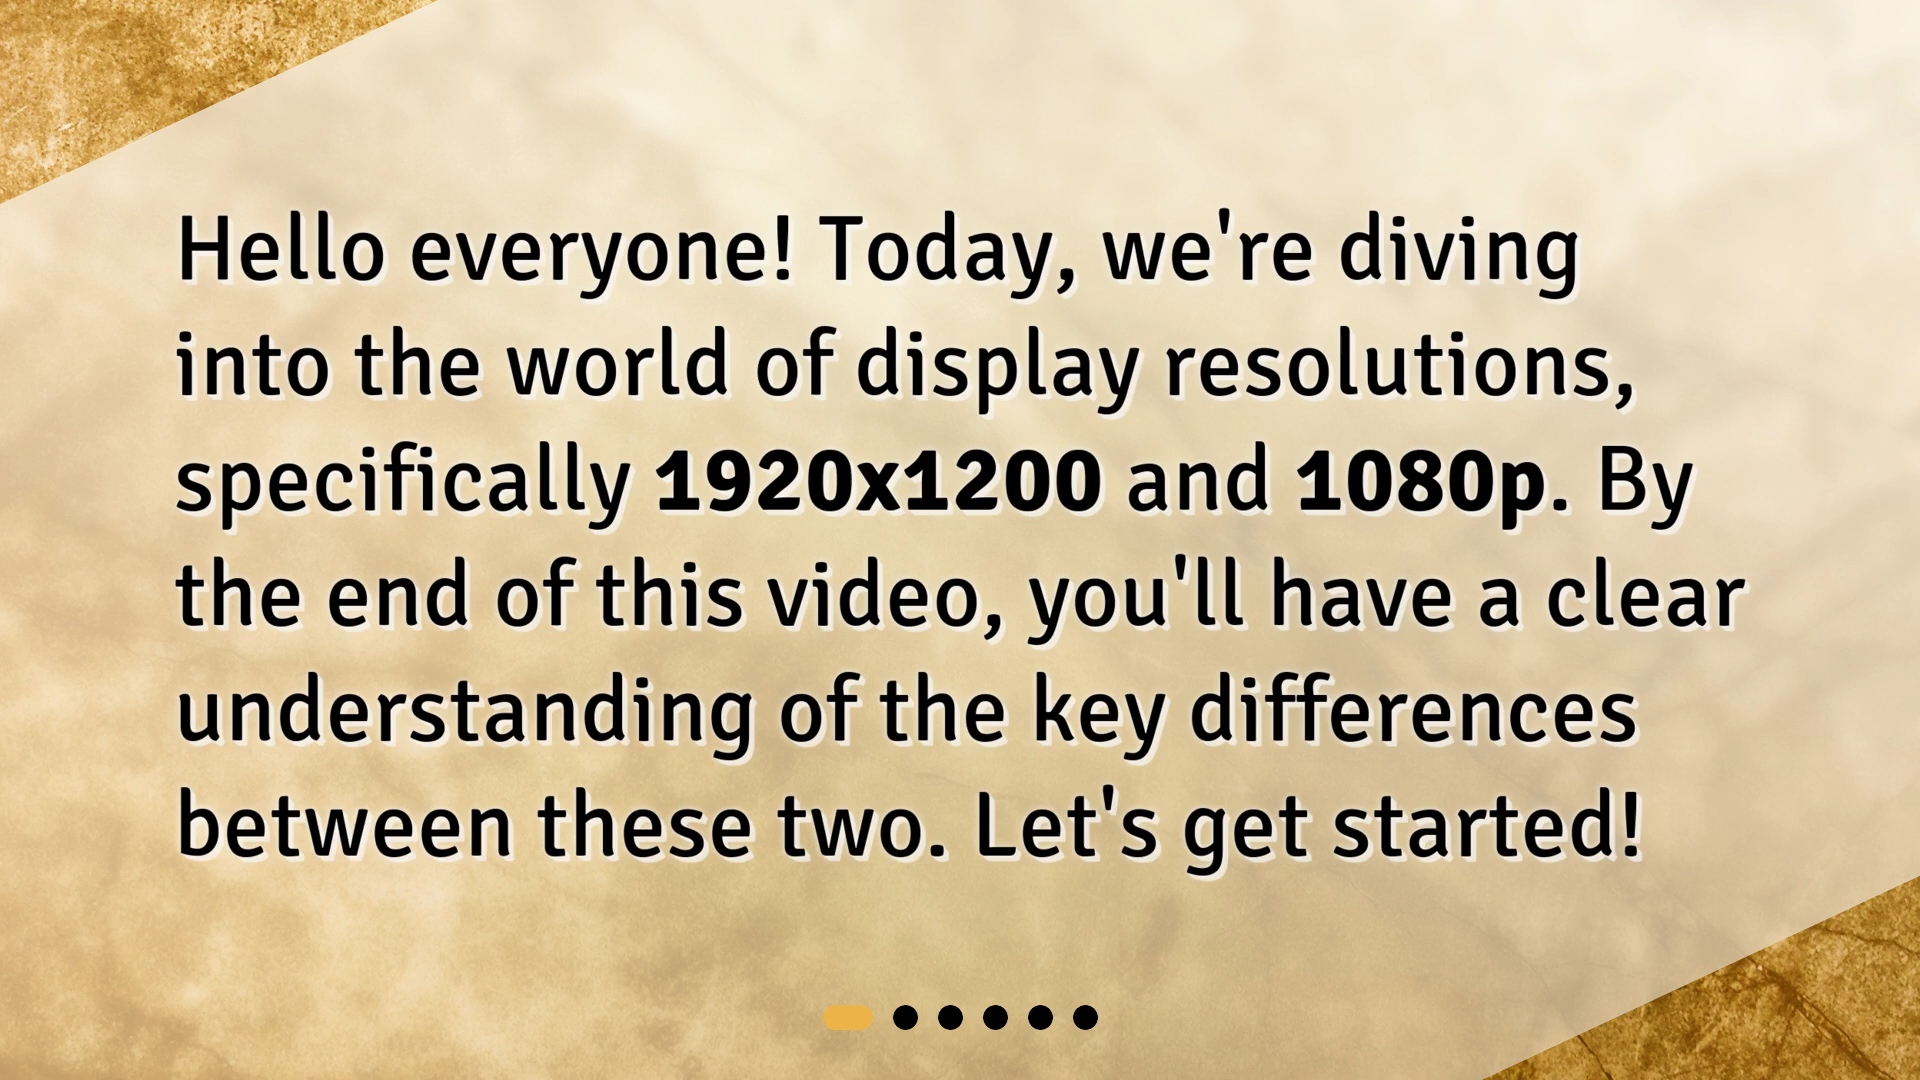 Hello everyone! Today, we're diving
into the world of display resolutions,
specifically 1920x1200 and 1080p. By
the end of this video, you'll have a clear
understanding of the key differences
between these two. Let's get started!